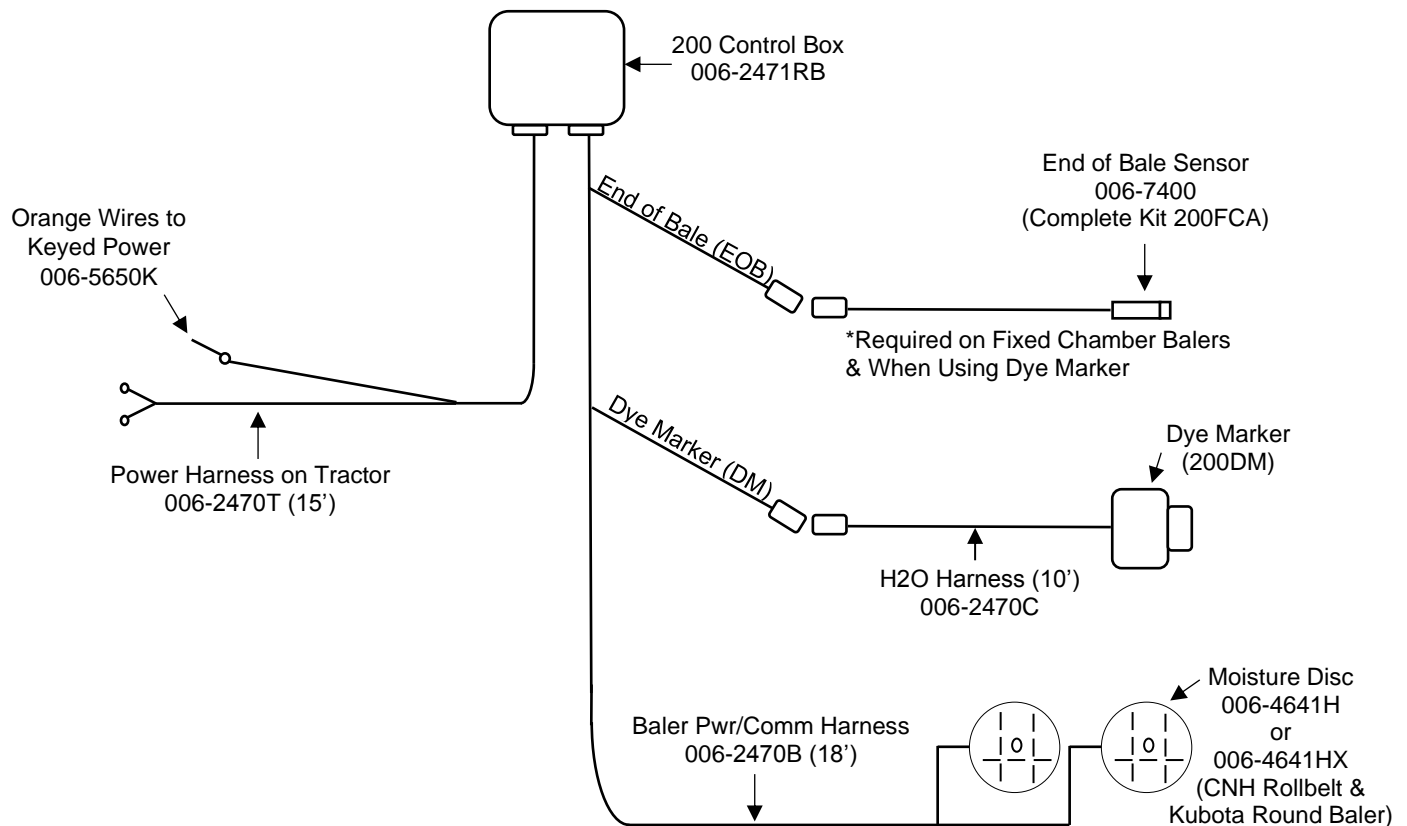 200 Control Box
006-2471RB
End of Bale Sensor
006-7400
(Complete Kit 200FCA)
End of Bale (EOB)
Orange Wires to
Keyed Power
006-5650K
*Required on Fixed Chamber Balers
& When Using Dye Marker
Dye Marker (DM)
Dye Marker
(200DM)
Power Harness on Tractor
006-2470T (15’)
H2O Harness (10’)
006-2470C
Moisture Disc
006-4641H
or
006-4641HX
(CNH Rollbelt &
Kubota Round Baler)
Baler Pwr/Comm Harness
006-2470B (18’)